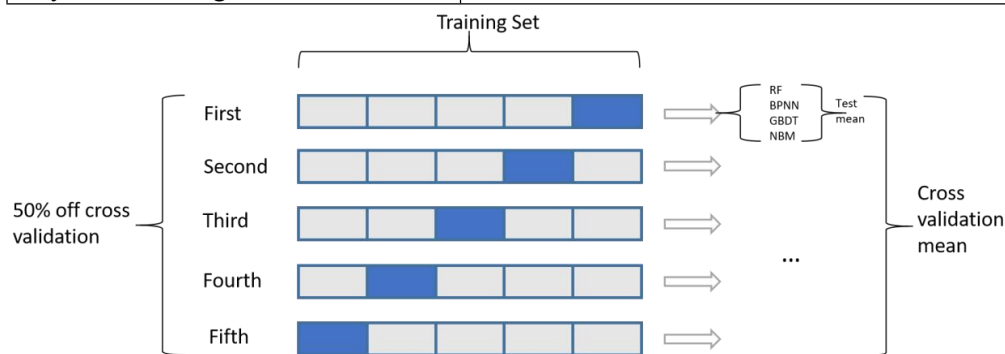 Training Set
First
RF
BPNN
GBDT
NBM
Test
mean
Second
50% off cross
validation
Third
Cross
validation
mean
Fourth
...
Fifth